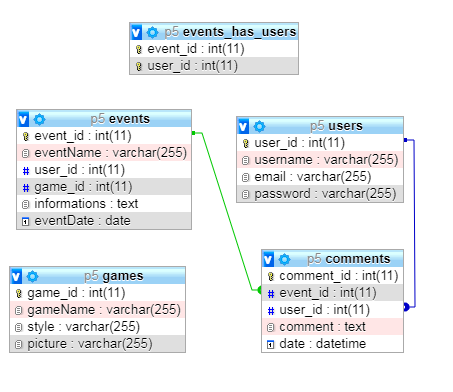 p5 events_has_users
event_id : int(11)
user_id : int(11)
p5 events
event_id : int(11)
eventName : varchar(255)
user_id : int(11)
game_id : int(11)
informations : text
eventDate : date
p5 users
user_id : int(11)
username : varchar(255)
email : varchar(255)
password : varchar(255)
p5 games
game_id : int(11)
gameName : varchar(255)
style : varchar(255)
picture : varchar(255)
p5 comments
comment_id : int(11)
event_id : int(11)
user_id : int(11)
comment : text
date : datetime